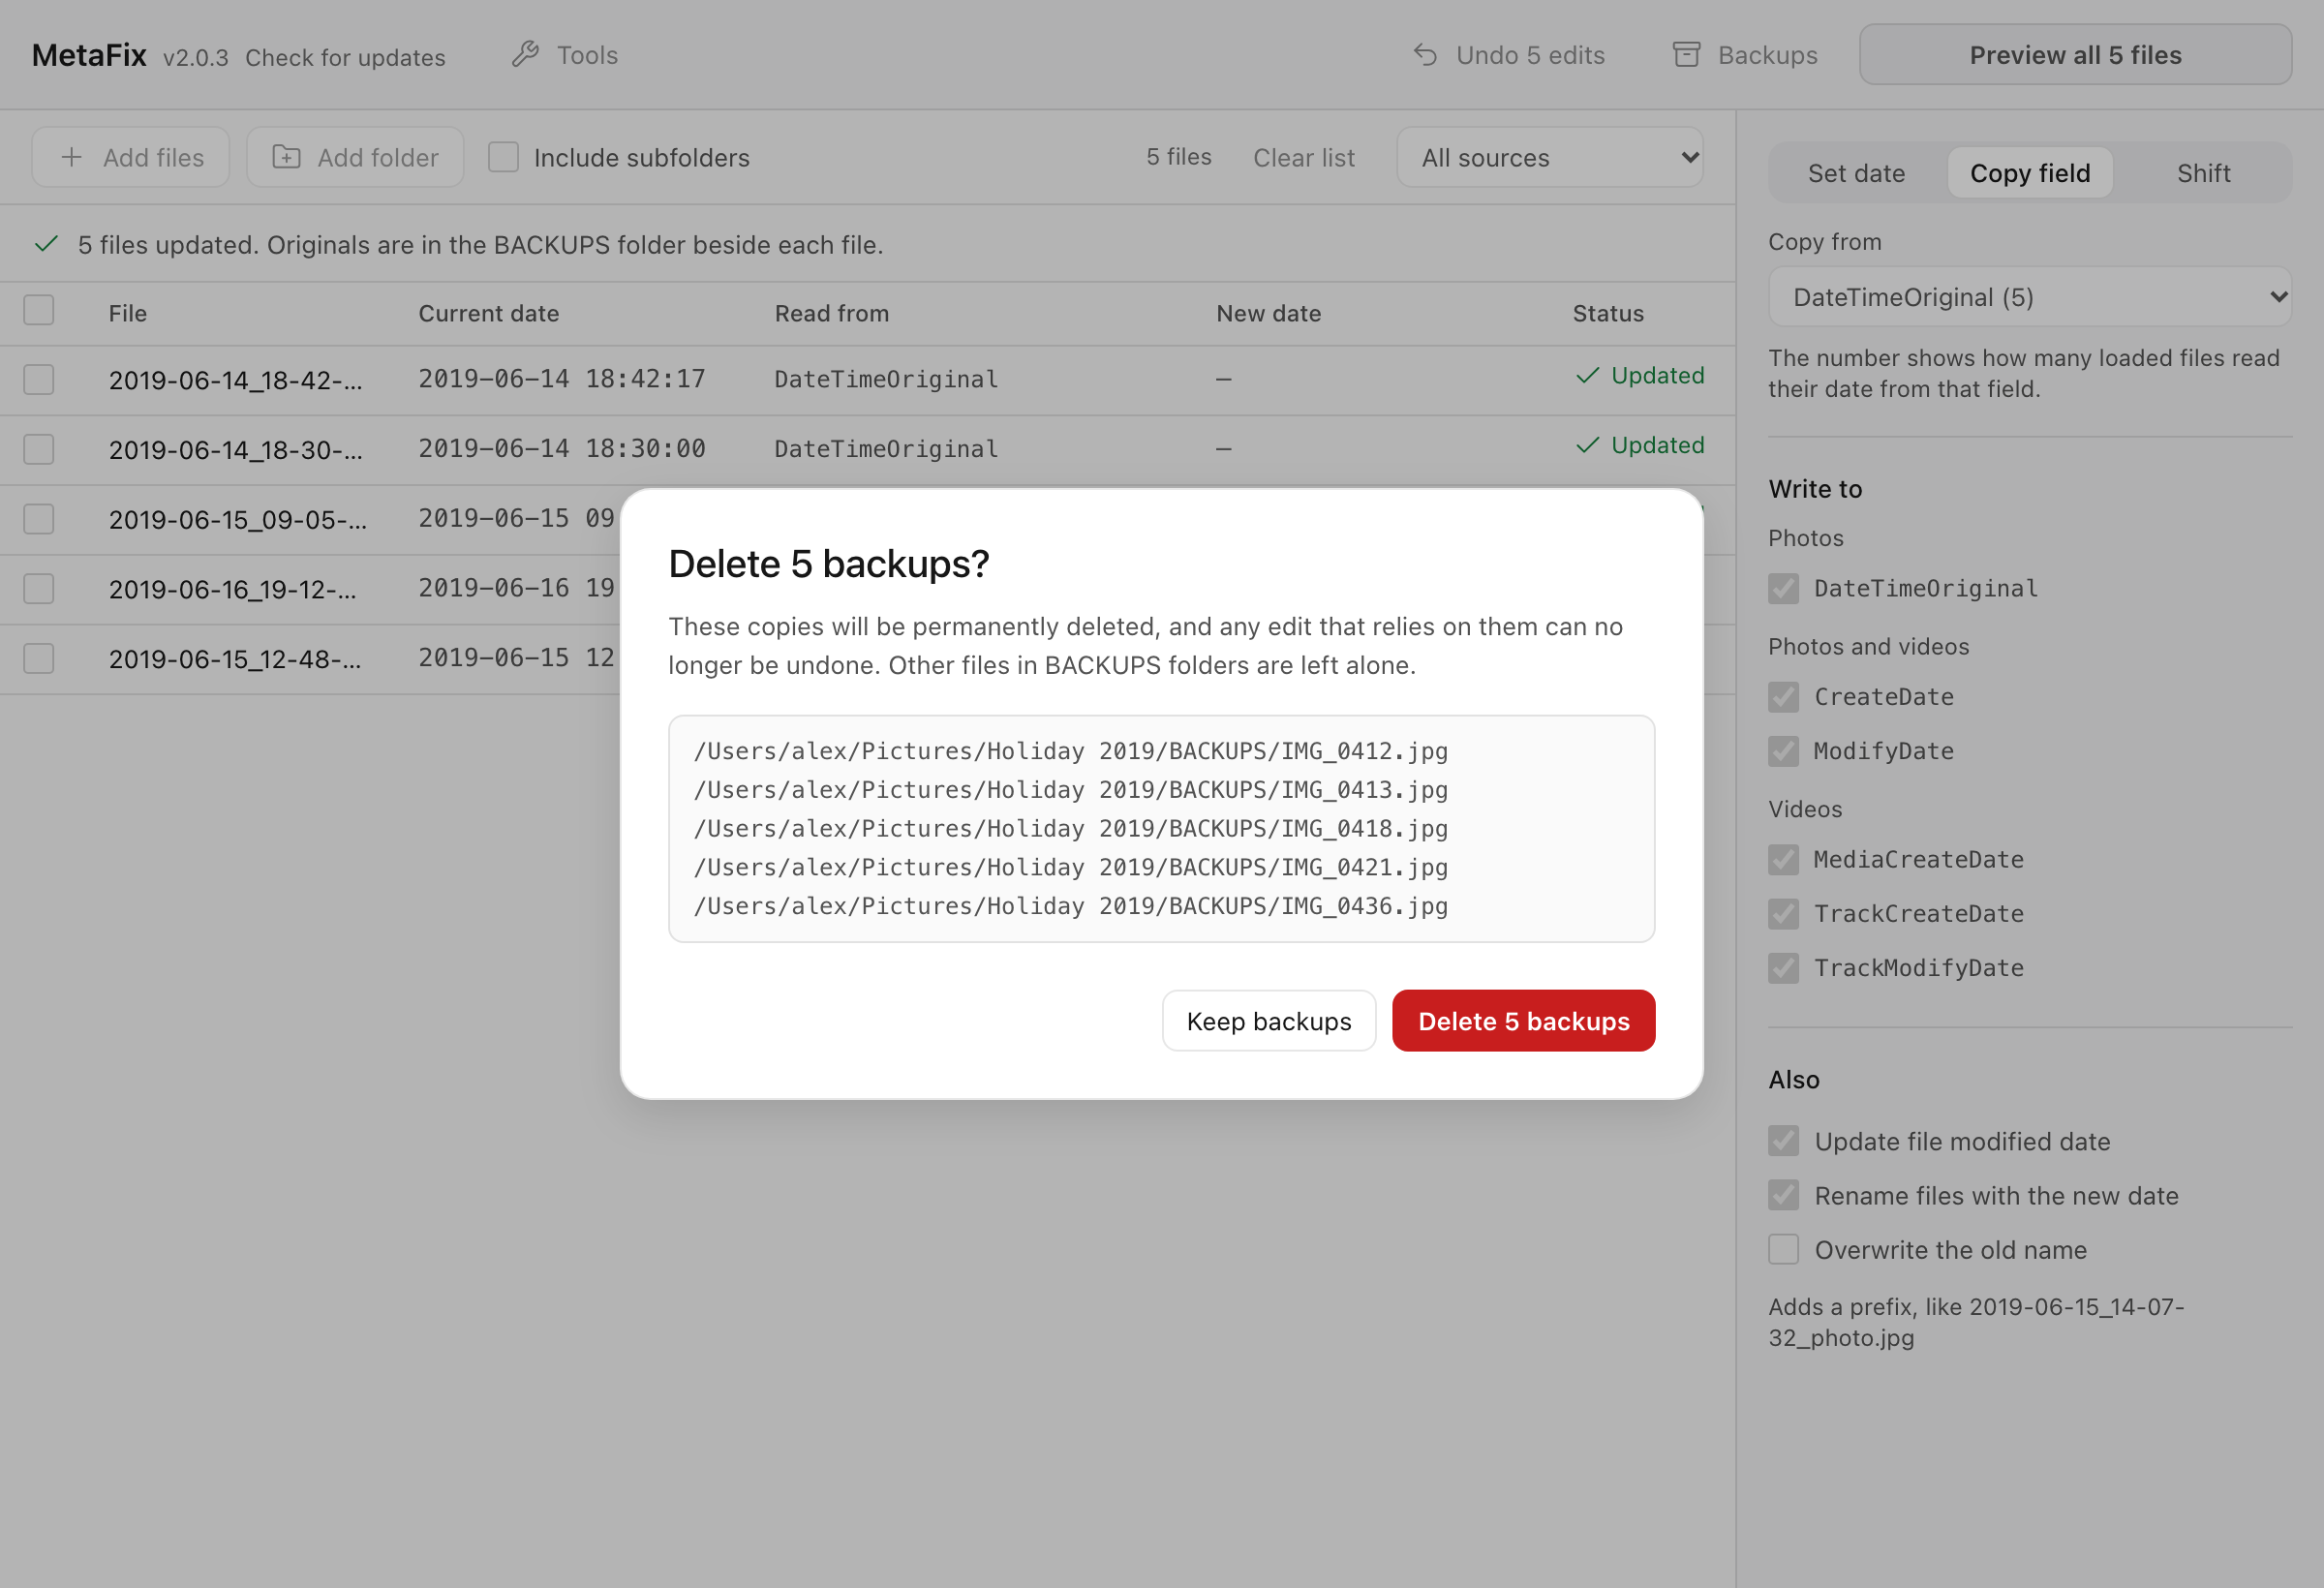 MetaFix v2.0.3 Check for updates Tools Undo 5 edits Backups Preview all 5 files
Add files Add folder Include subfolders 5 files Clear list All sources
5 files updated. Originals are in the BACKUPS folder beside each file.
File Current date Read from New date Status
2019-06-14_18-42-... 2019-06-14 18:42:17 DateTimeOriginal — Updated
2019-06-14_18-30-... 2019-06-14 18:30:00 DateTimeOriginal — Updated
2019-06-15_09-05-... 2019-06-15 09
2019-06-16_19-12-... 2019-06-16 19
2019-06-15_12-48-... 2019-06-15 12
Delete 5 backups?
These copies will be permanently deleted, and any edit that relies on them can no
longer be undone. Other files in BACKUPS folders are left alone.
/Users/alex/Pictures/Holiday 2019/BACKUPS/IMG_0412.jpg
/Users/alex/Pictures/Holiday 2019/BACKUPS/IMG_0413.jpg
/Users/alex/Pictures/Holiday 2019/BACKUPS/IMG_0418.jpg
/Users/alex/Pictures/Holiday 2019/BACKUPS/IMG_0421.jpg
/Users/alex/Pictures/Holiday 2019/BACKUPS/IMG_0436.jpg
Keep backups Delete 5 backups
Set date Copy field Shift
Copy from
DateTimeOriginal (5)
The number shows how many loaded files read
their date from that field.
Write to
Photos
DateTimeOriginal
Photos and videos
CreateDate
ModifyDate
Videos
MediaCreateDate
TrackCreateDate
TrackModifyDate
Also
Update file modified date
Rename files with the new date
Overwrite the old name
Adds a prefix, like 2019-06-15_14-07-
32_photo.jpg